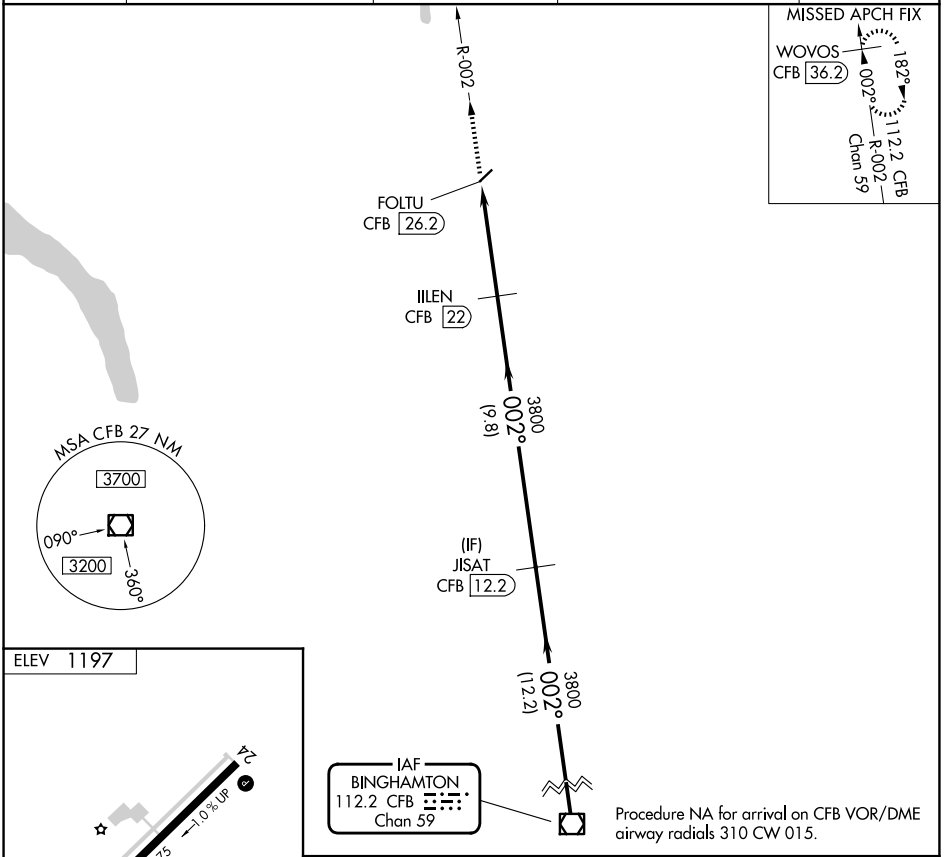 MISSED APCH FIX
WOVOS
CFB 36.2
002°
182°
112.2 CFB
R-002
Chan 59
R-002
FOLTU
CFB 26.2
IILEN
CFB 22
3800
002°
(9.8)
MSA CFB 27 NM
3700
090°
3200
360°
(IF)
JISAT
CFB 12.2
3800
002°
(12.2)
ELEV 1197
24
P
1.0% UP
75
IAF
BINGHAMTON
112.2 CFB
Chan 59
Procedure NA for arrival on CFB VOR/DME
airway radials 310 CW 015.